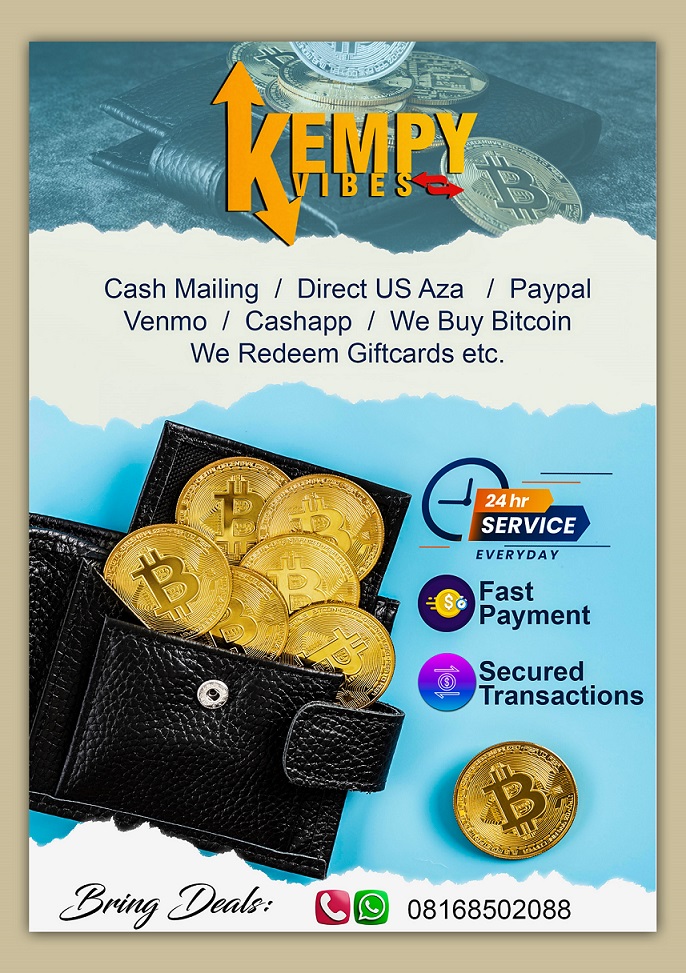 KEMPY
VIBES
Cash Mailing / Direct US Aza / Paypal
Venmo / Cashapp / We Buy Bitcoin
We Redeem Giftcards etc.
24 hr
SERVICE
EVERYDAY
Fast
Payment
Secured
Transactions
Bring Deals: 08168502088